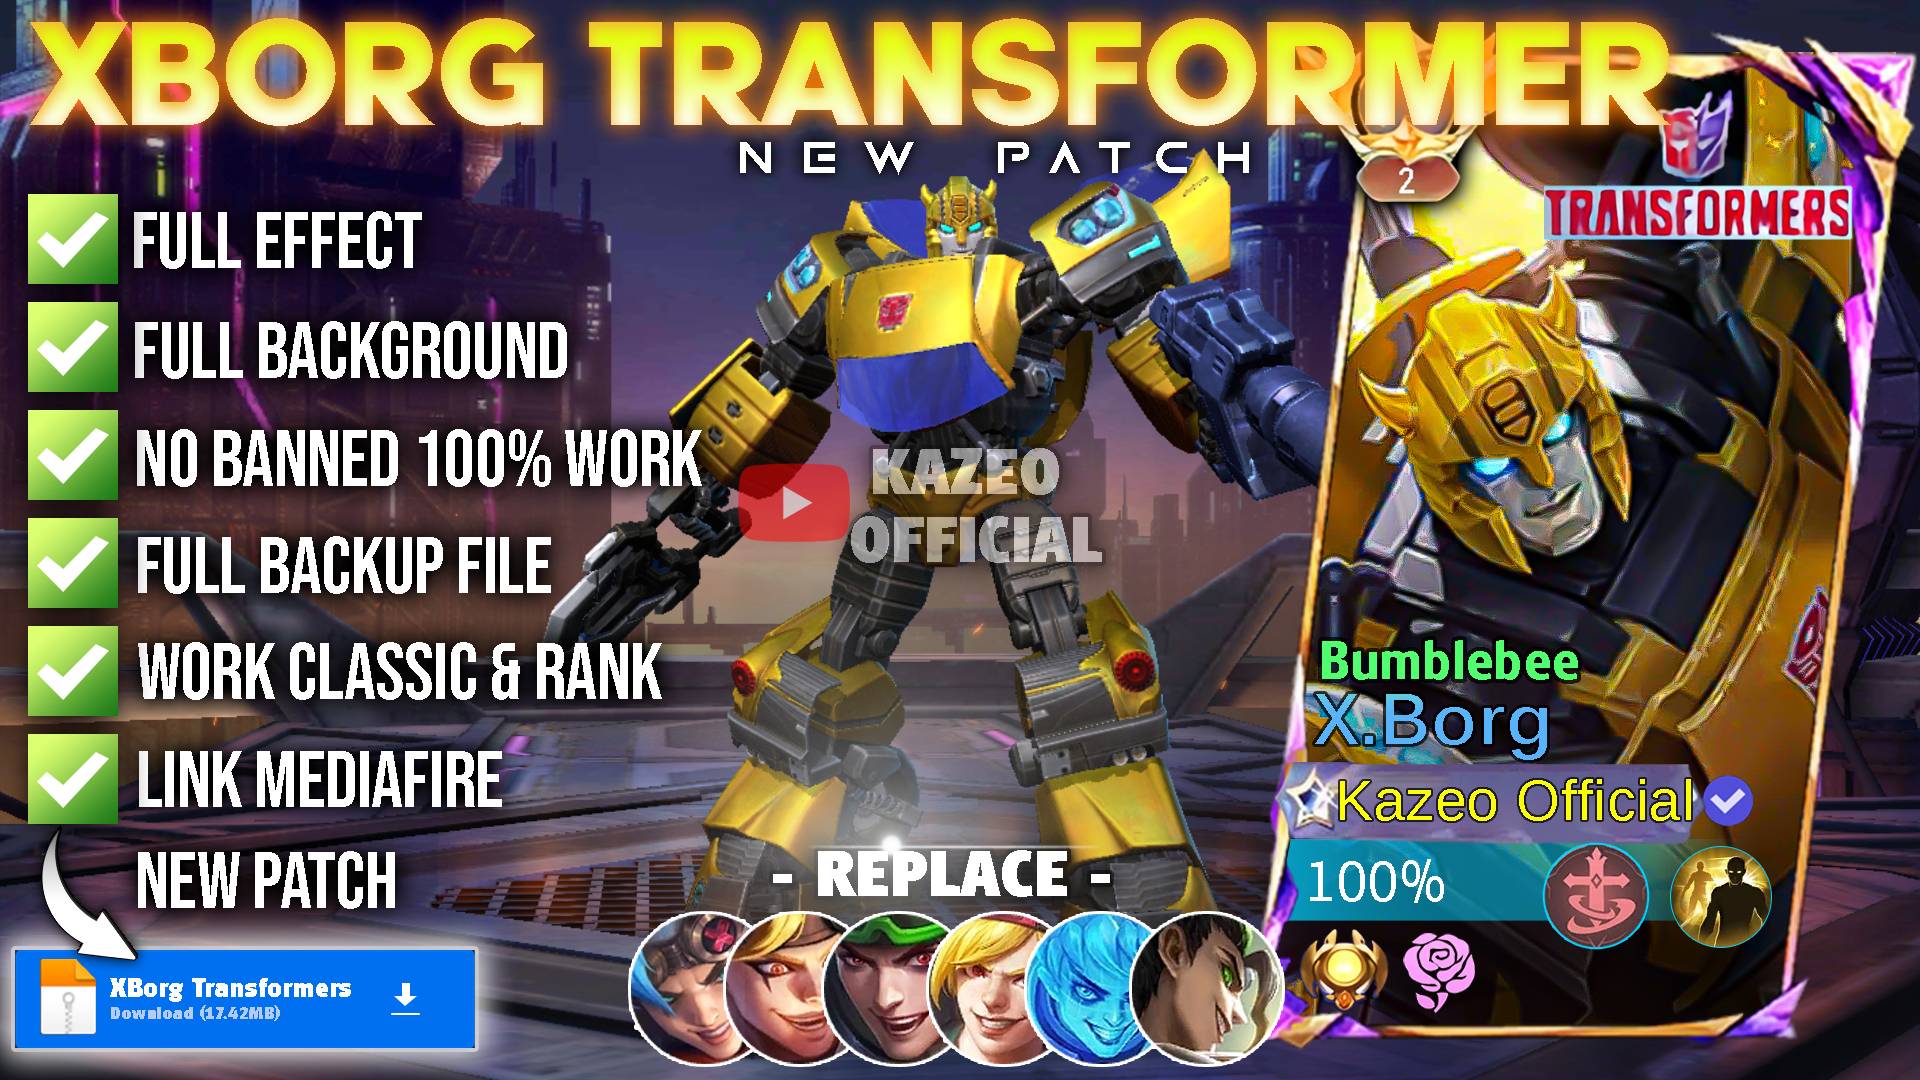 XBORG TRANSFORMER
NEW PATCH
2
TRANSFORMERS
FULL EFFECT
FULL BACKGROUND
NO BANNED 100% WORK
FULL BACKUP FILE
WORK CLASSIC & RANK
LINK MEDIAFIRE
NEW PATCH
XBorg Transformers
Download (17.42MB)
KAZEO
OFFICIAL
- REPLACE -
Bumblebee
X.Borg
Kazeo Official
100%